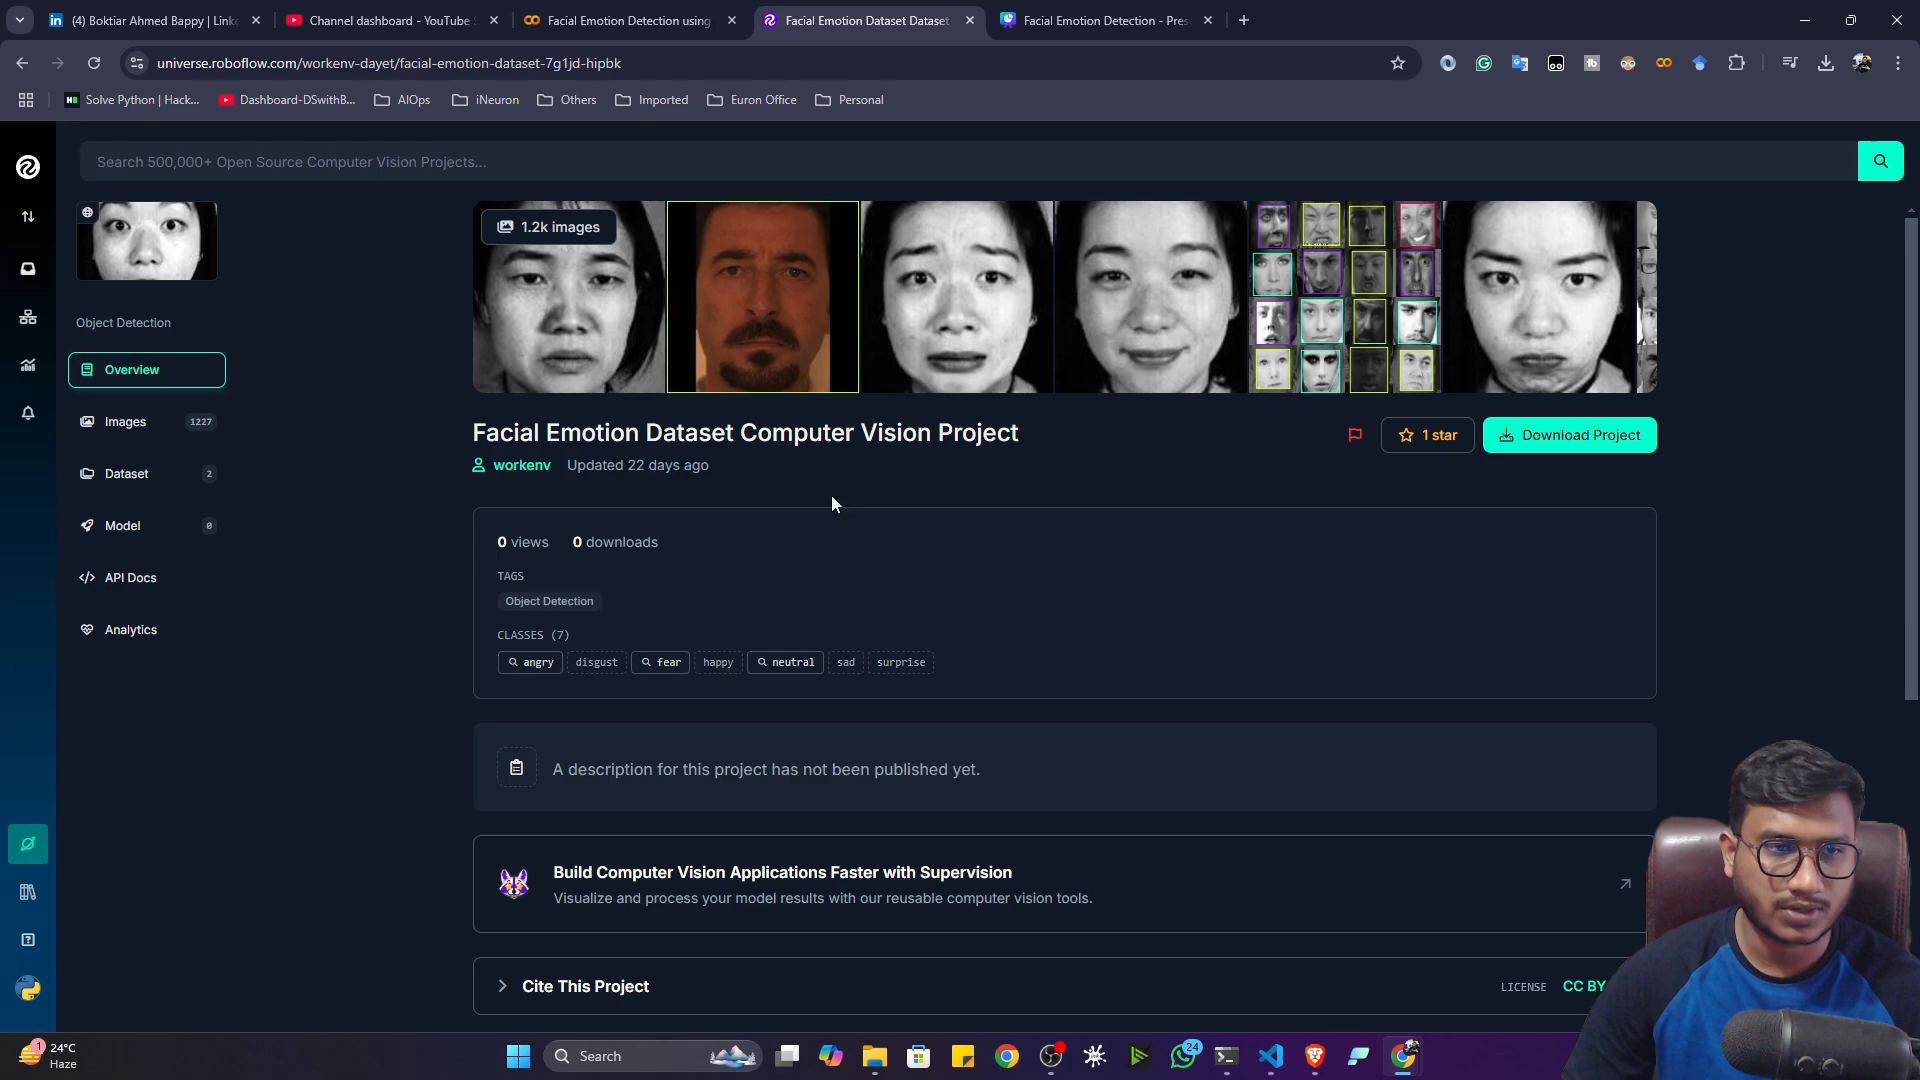 (4) Boktiar Ahmed Bappy | Linke
Channel dashboard - YouTube S
Facial Emotion Detection using
Facial Emotion Dataset Dataset
Facial Emotion Detection - Pres
universe.roboflow.com/workenv-dayet/facial-emotion-dataset-7g1jd-hipbk
Solve Python | Hack...
Dashboard-DSwithB...
AIOps
iNeuron
Others
Imported
Euron Office
Personal
Search 500,000+ Open Source Computer Vision Projects...
1.2k images
Object Detection
Overview
Images 1227
Dataset 2
Model 0
API Docs
Analytics
Facial Emotion Dataset Computer Vision Project
1 star
Download Project
workenv Updated 22 days ago
0 views 0 downloads
TAGS
Object Detection
CLASSES (7)
angry disgust fear happy neutral sad surprise
A description for this project has not been published yet.
Build Computer Vision Applications Faster with Supervision
Visualize and process your model results with our reusable computer vision tools.
Cite This Project
LICENSE CC BY
1
24°C
Haze
Search
24